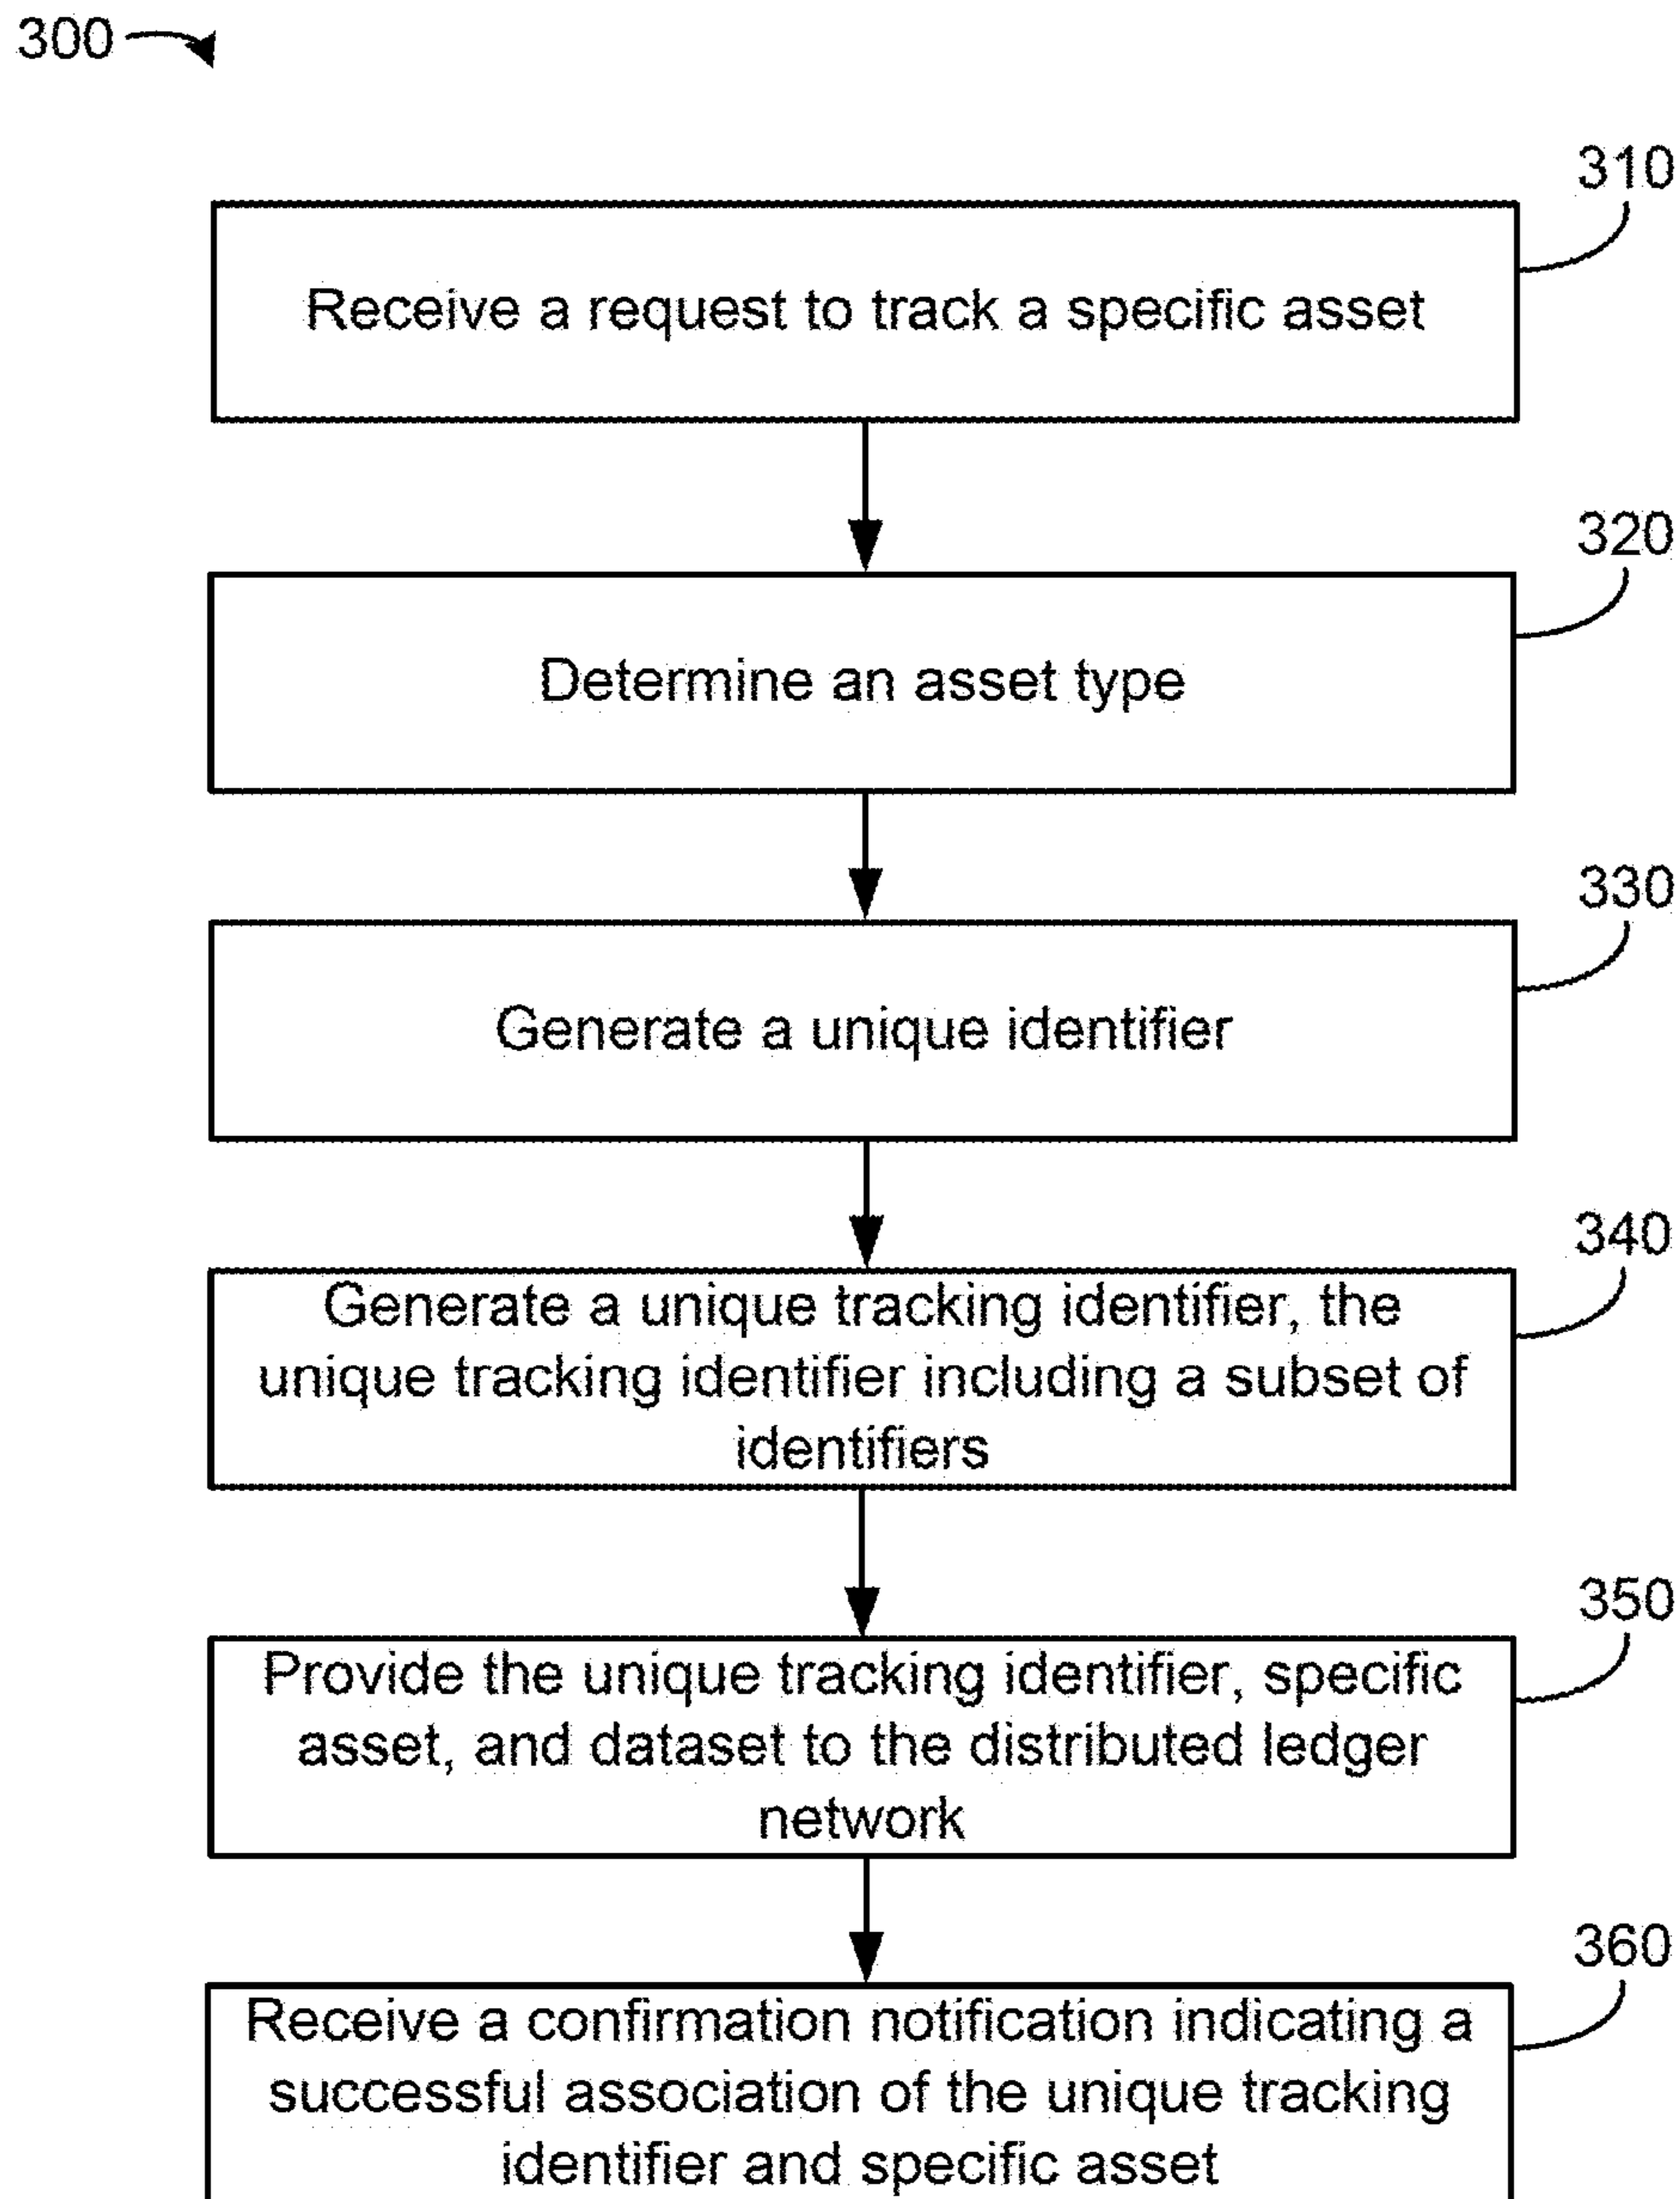 300
310
Receive a request to track a specific asset
320
Determine an asset type
330
Generate a unique identifier
340
Generate a unique tracking identifier, the
unique tracking identifier including a subset of
identifiers
350
Provide the unique tracking identifier, specific
asset, and dataset to the distributed ledger
network
360
Receive a confirmation notification indicating a
successful association of the unique tracking
identifier and specific asset